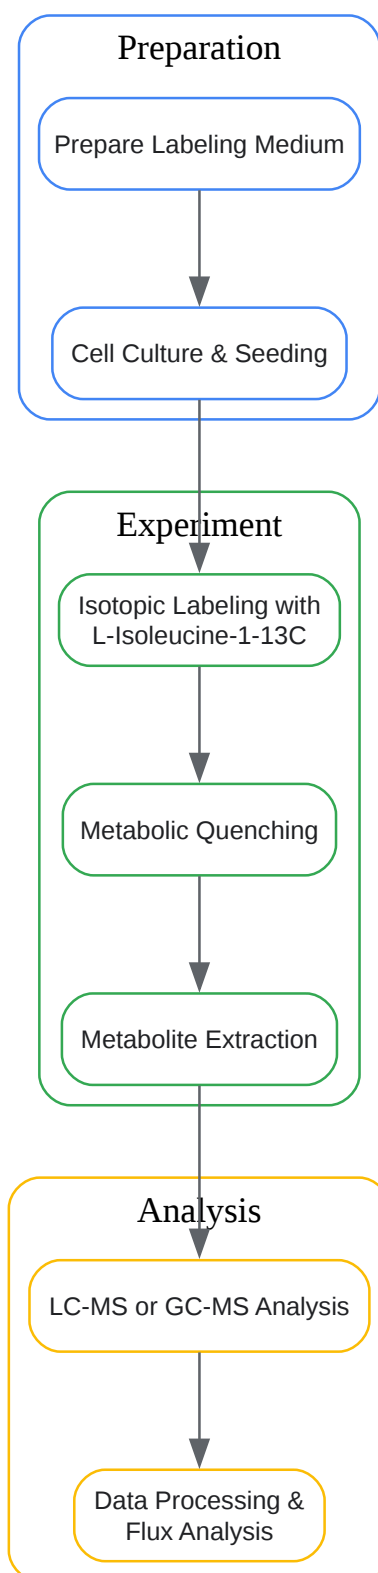 Preparation
Prepare Labeling Medium
Cell Culture & Seeding
Experiment
Isotopic Labeling with
L-Isoleucine-1-13C
Metabolic Quenching
Metabolite Extraction
Analysis
LC-MS or GC-MS Analysis
Data Processing &
Flux Analysis